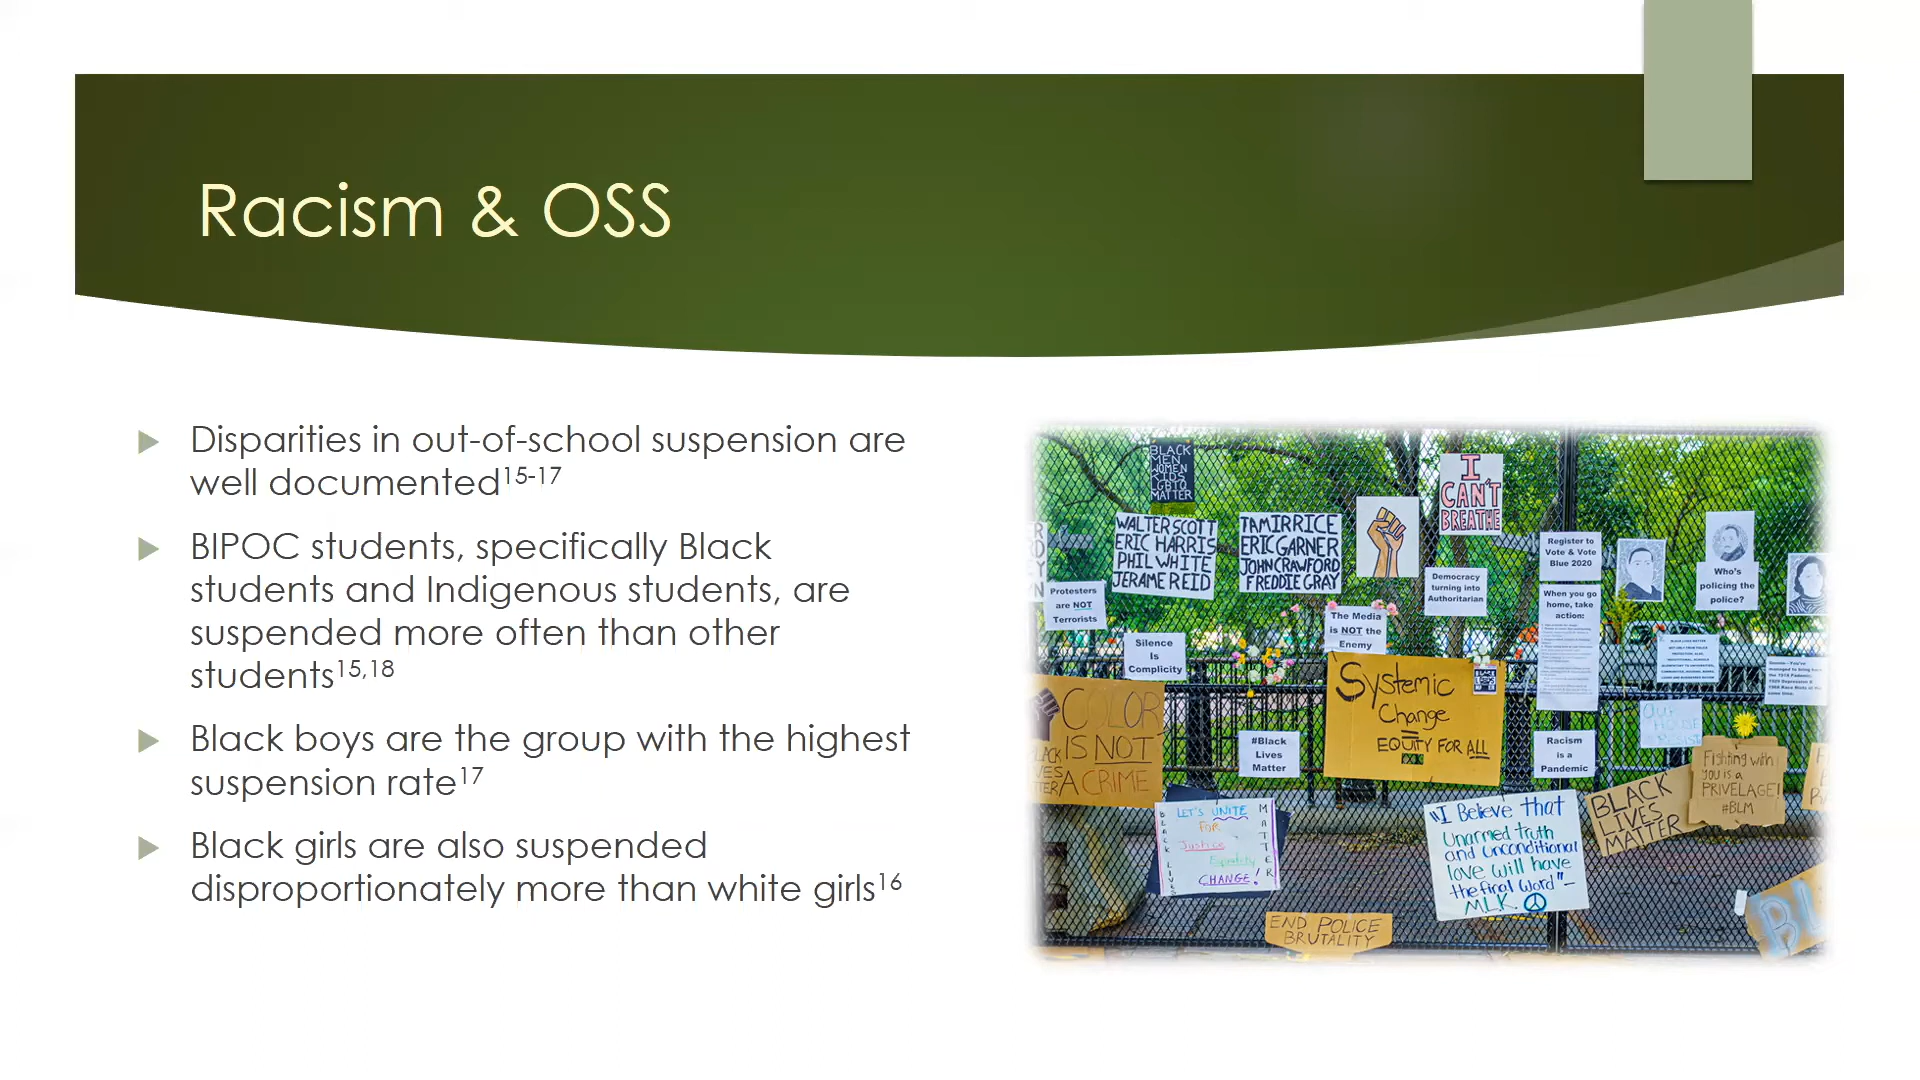 Racism & OSS
Disparities in out-of-school suspension are
well documented15-17
BIPOC students, specifically Black
students and Indigenous students, are
suspended more often than other
students15,18
Black boys are the group with the highest
suspension rate17
Black girls are also suspended
disproportionately more than white girls16
BLACK
MEN
WOMEN
KIDS
LGBTQ
MATTER
I
CAN'T
BREATHE
WALTER SCOTT
ERIC HARRIS
PHIL WHITE
JERAME REID
TAMIR RICE
ERIC GARNER
JOHN CRAWFORD
FREDDIE GRAY
Register to
Vote & Vote
Blue 2020
Who's
policing the
police?
Protesters
are NOT
Terrorists
Democracy
turning into
Authoritarian
When you go
home, take
action:
The Media
is NOT the
Enemy
Silence
Is
Complicity
Systemic
Change
=
EQUITY FOR ALL
COLOR
IS NOT
A CRIME
#Black
Lives
Matter
Racism
is a
Pandemic
Fighting with
you is a
PRIVELAGE!
#BLM
BLACK
LIVES
MATTER
LET'S UNITE
FOR
Justice
Equality
CHANGE!
BLACK LIVES
MATTER
"I Believe that
Unarmed truth
and Unconditional
love will have
the final Word"-
MLK
END POLICE
BRUTALITY